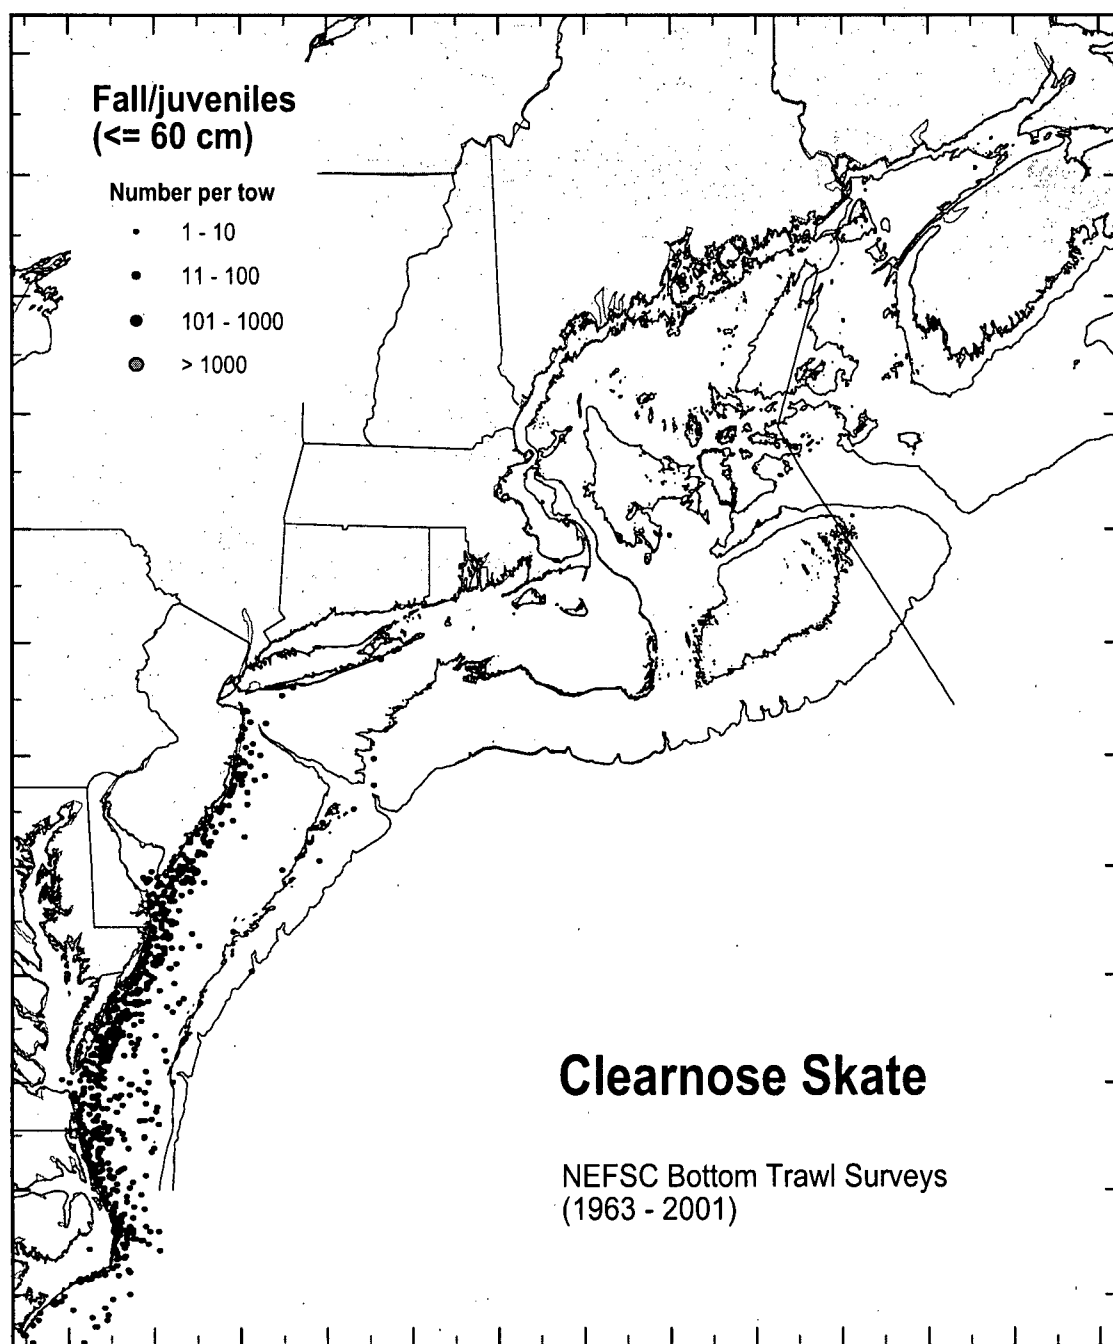 Fall/juveniles
(<= 60 cm)
Number per tow
1 - 10
11 - 100
101 - 1000
> 1000
Clearnose Skate
NEFSC Bottom Trawl Surveys
(1963 - 2001)